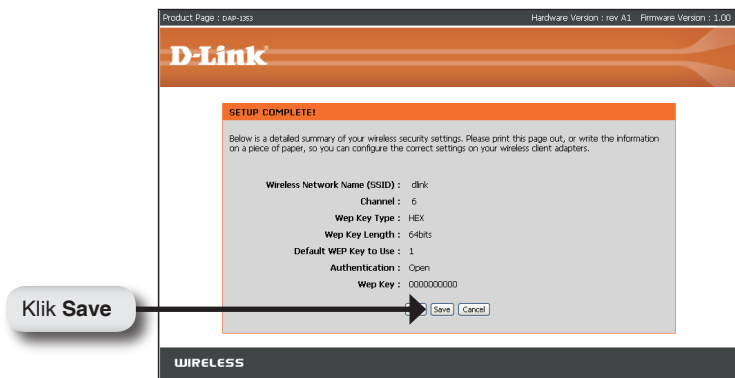 Product Page : DAP-1353 Hardware Version : rev A1 Firmware Version : 1.00
D-Link
SETUP COMPLETE!
Below is a detailed summary of your wireless security settings. Please print this page out, or write the information
on a piece of paper, so you can configure the correct settings on your wireless client adapters.
Wireless Network Name (SSID) : dlink
Channel : 6
Wep Key Type : HEX
Wep Key Length : 64bits
Default WEP Key to Use : 1
Authentication : Open
Wep Key : 0000000000
Klik Save
Save Cancel
WIRELESS